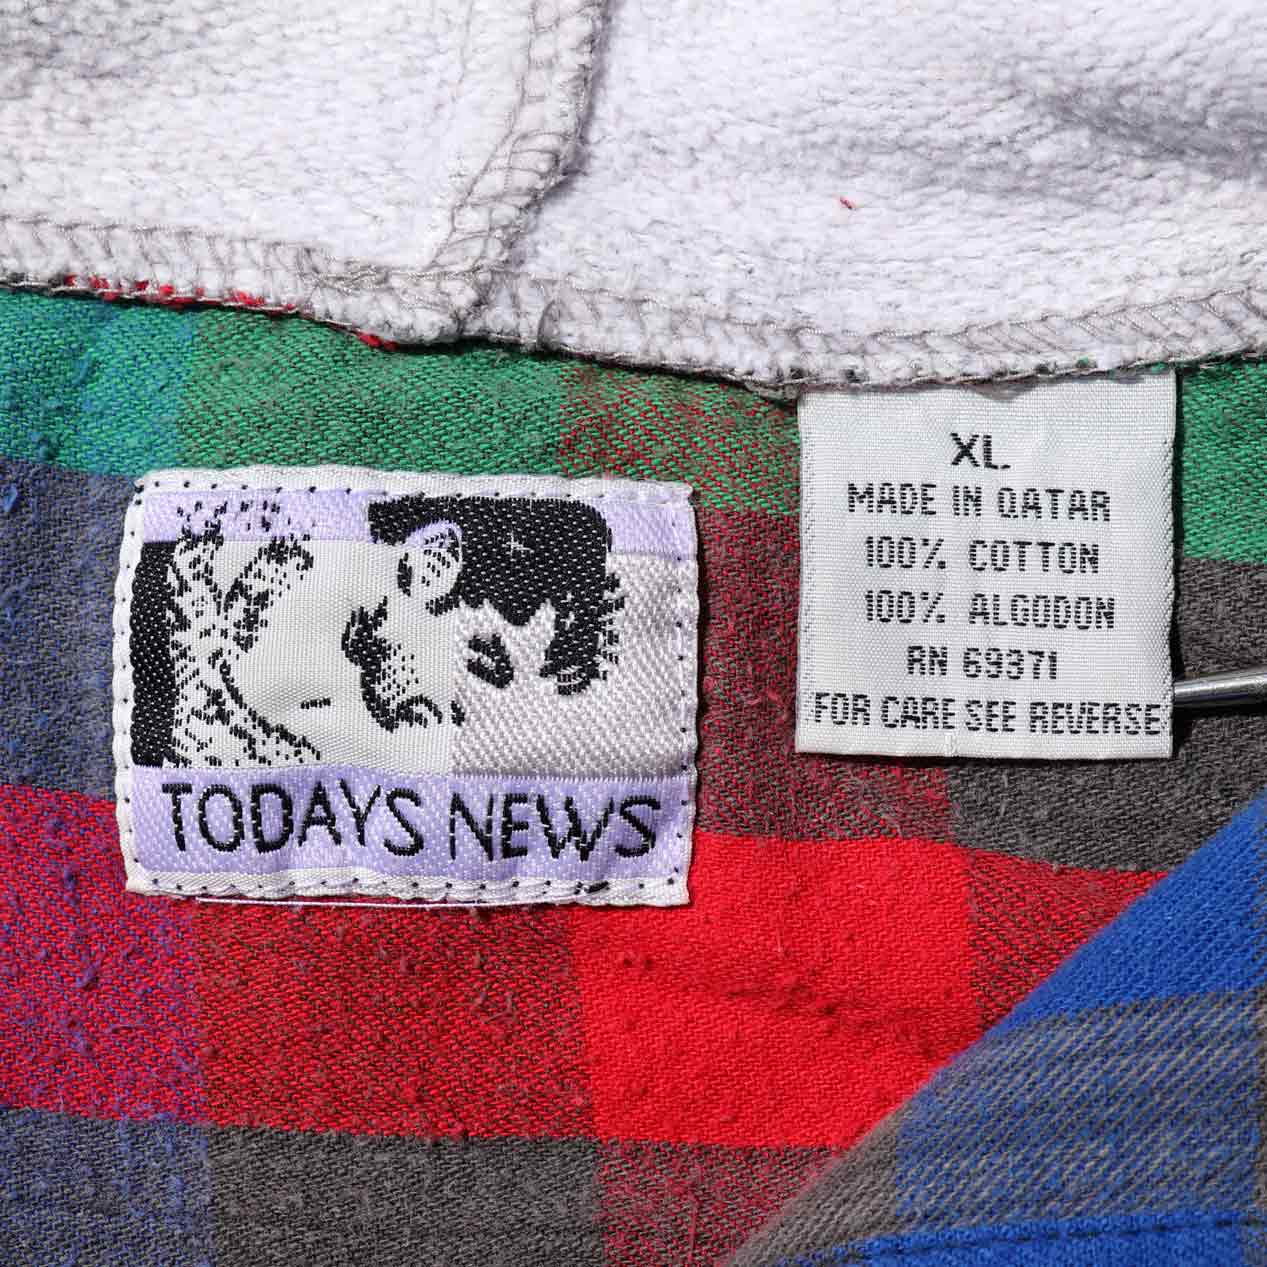 TODAYS NEWS
XL.
MADE IN QATAR
100% COTTON
100% ALGODON
RN 69371
FOR CARE SEE REVERSE